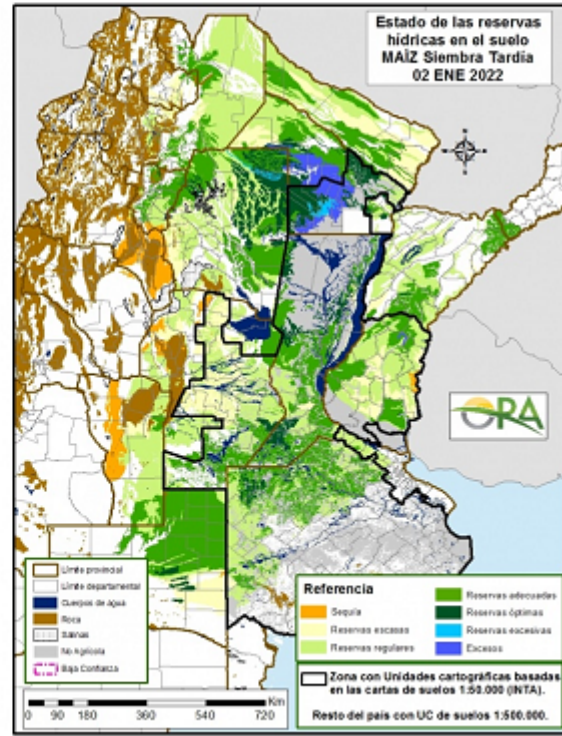 Estado de las reservas
hídricas en el suelo
MAÍZ Siembra Tardía
02 ENE 2022
ORA
Límite provincial
Límite departamental
Cuerpos de agua
Roca
Salinas
No Agrícola
Baja Confianza
Referencia
Sequía
Reservas escasas
Reservas regulares
Reservas adecuadas
Reservas óptimas
Reservas excesivas
Excesos
Zona con Unidades cartográficas basadas
en las cartas de suelos 1:50.000 (INTA).
Resto del país con UC de suelos 1:500.000.
0 90 180 360 540 720 Km